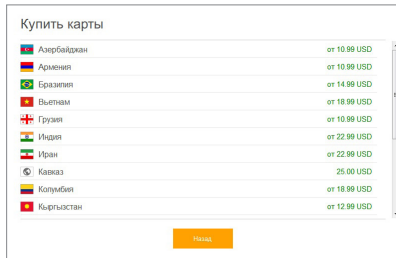 Купить карты
Азербайджан от 10.99 USD
Армения от 10.99 USD
Бразилия от 14.99 USD
Вьетнам от 18.99 USD
Грузия от 10.99 USD
Индия от 22.99 USD
Иран от 22.99 USD
Кавказ 25.00 USD
Колумбия от 18.99 USD
Кыргызстан от 12.99 USD
Назад